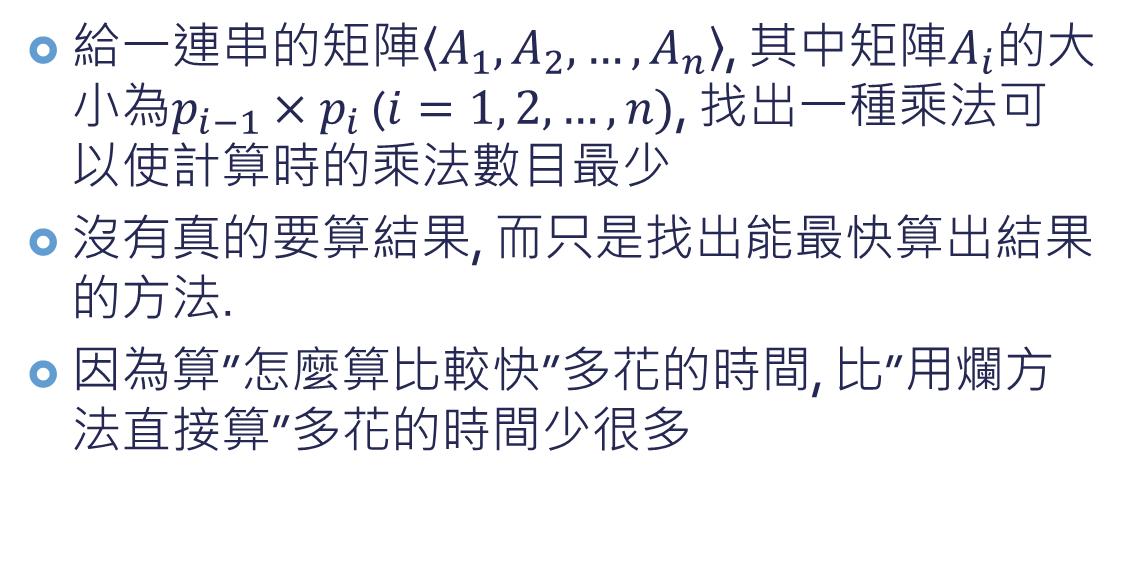 給一連串的矩陣⟨A₁, A₂, … , Aₙ⟩, 其中矩陣Aᵢ的大
小為pᵢ₋₁ × pᵢ (i = 1, 2, … , n), 找出一種乘法可
以使計算時的乘法數目最少
沒有真的要算結果, 而只是找出能最快算出結果
的方法.
因為算”怎麼算比較快”多花的時間, 比”用爛方
法直接算”多花的時間少很多